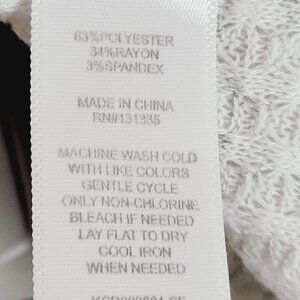 63%POLYESTER
34%RAYON
3%SPANDEX
MADE IN CHINA
RN#131335
MACHINE WASH COLD
WITH LIKE COLORS
GENTLE CYCLE
ONLY NON-CHLORINE
BLEACH IF NEEDED
LAY FLAT TO DRY
COOL IRON
WHEN NEEDED